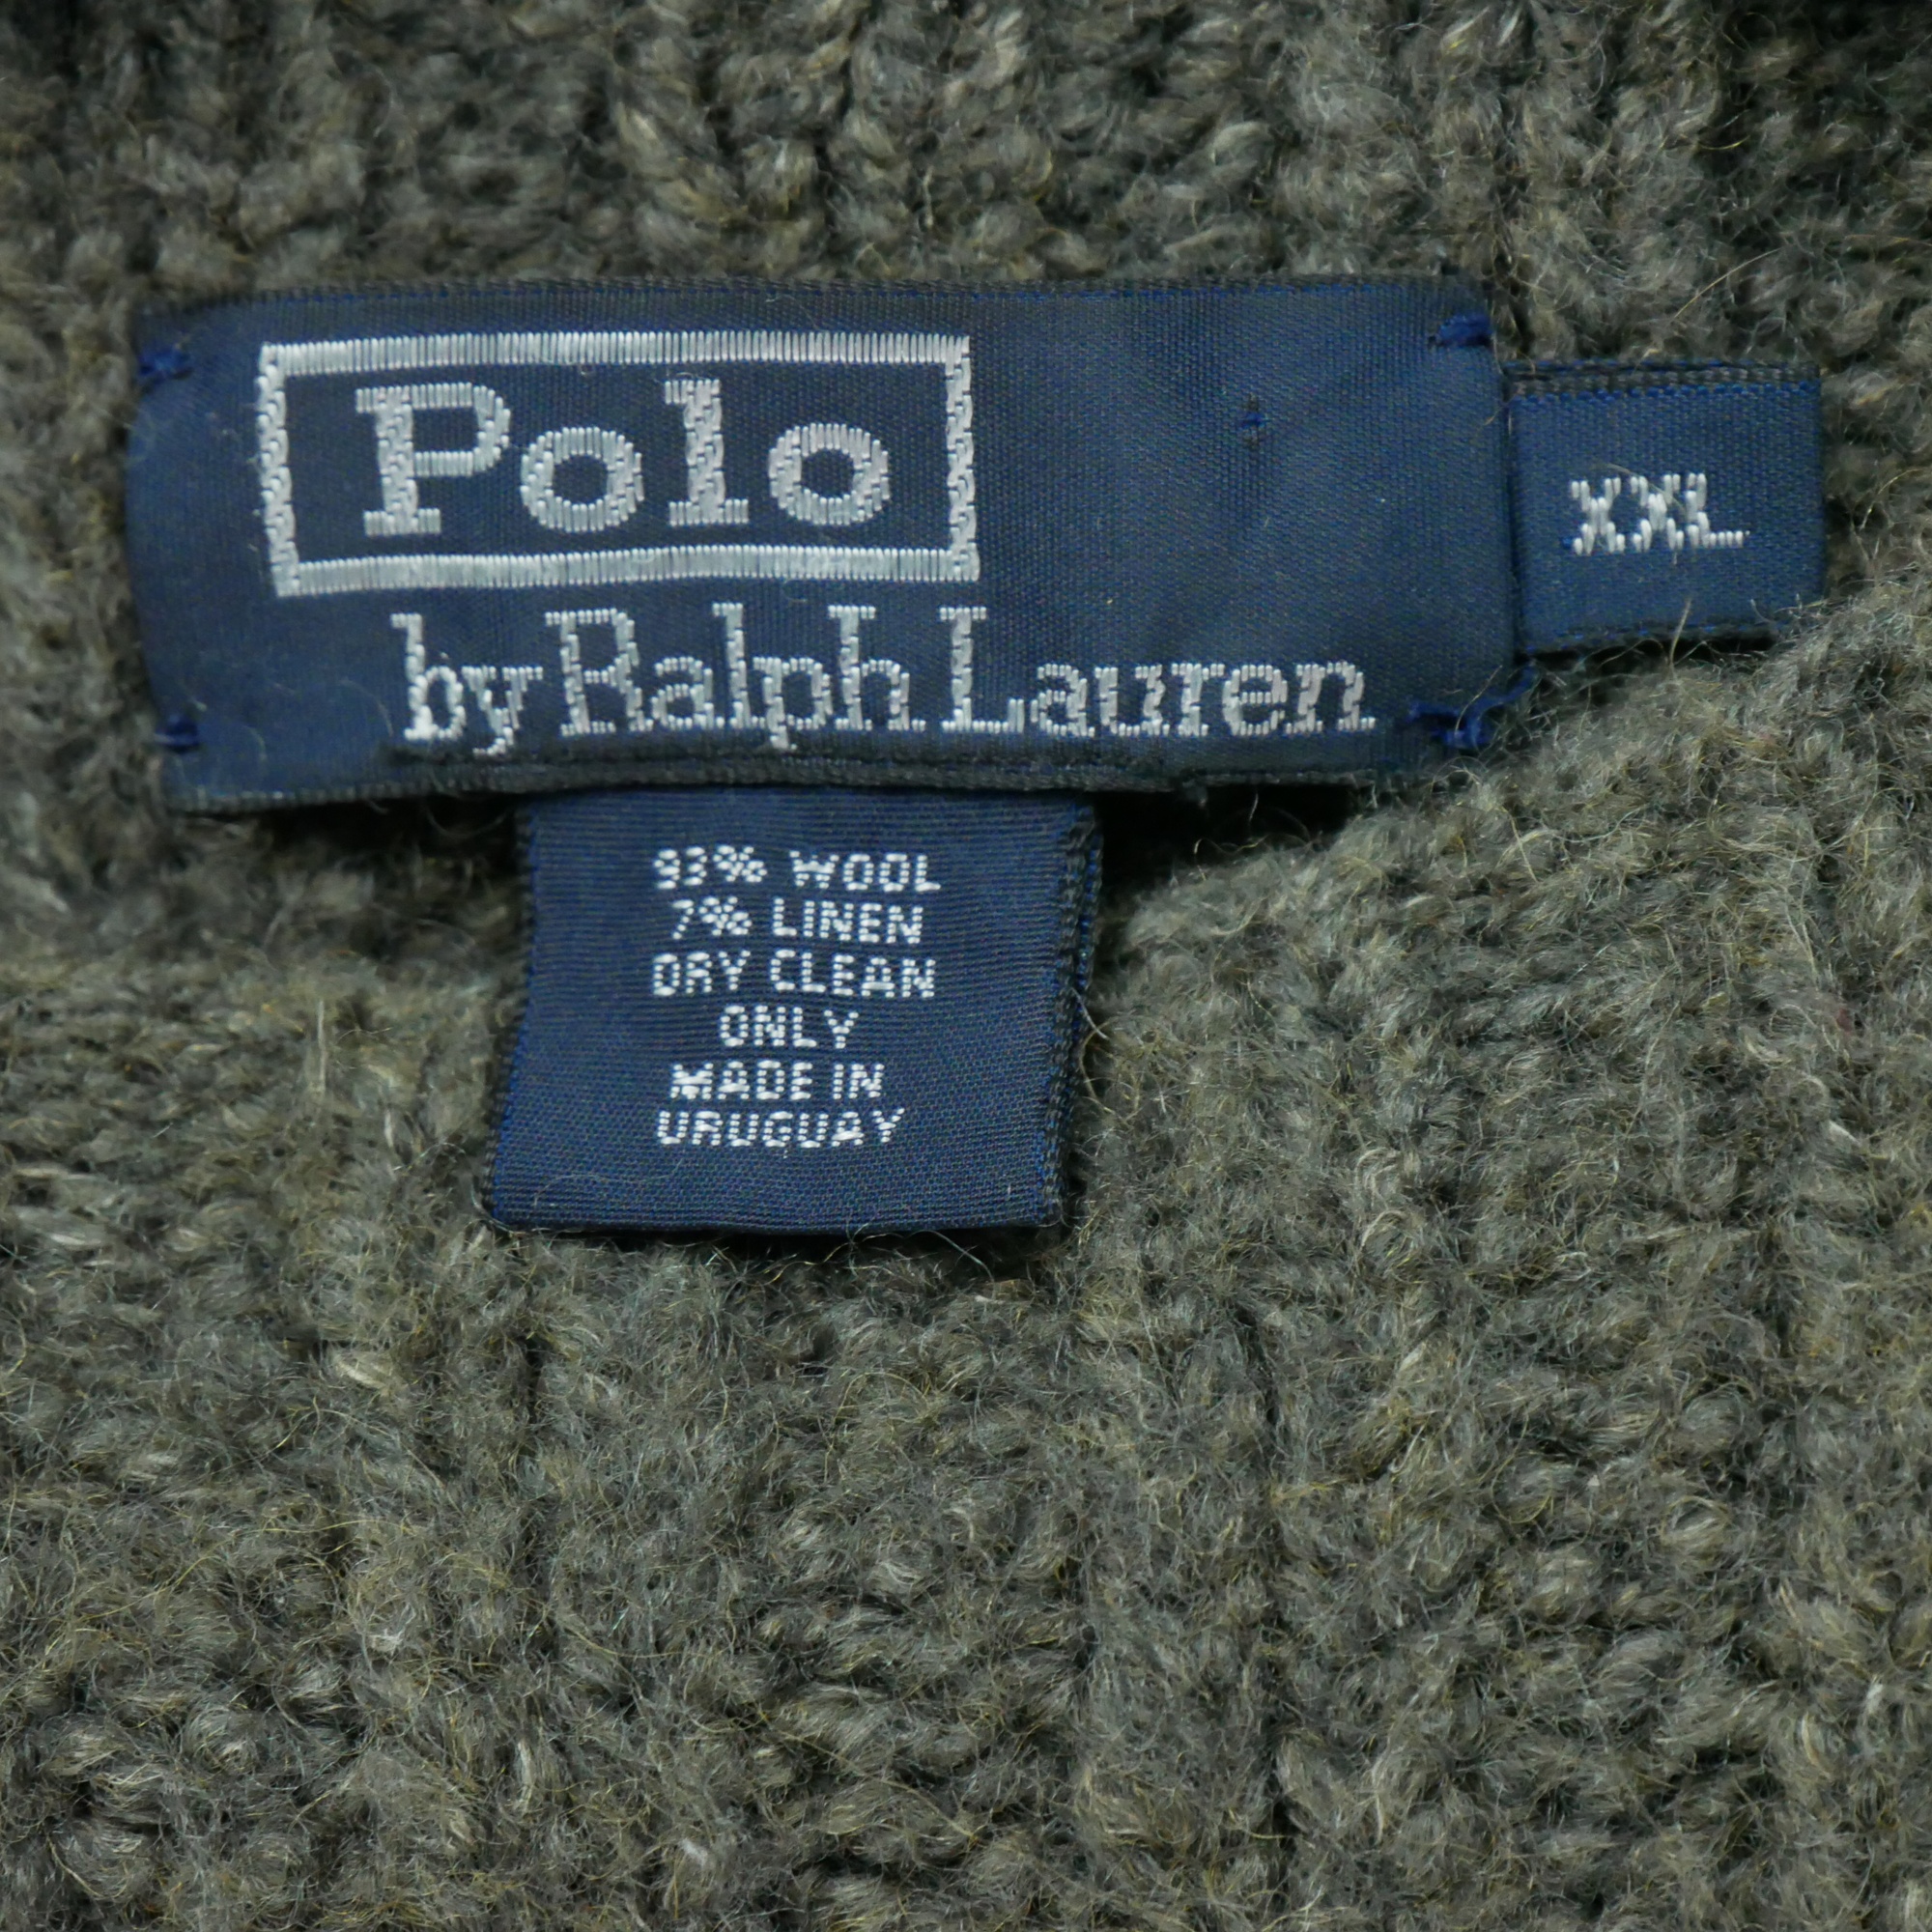 Polo
by Ralph Lauren
XXL
93% WOOL
7% LINEN
DRY CLEAN
ONLY
MADE IN
URUGUAY